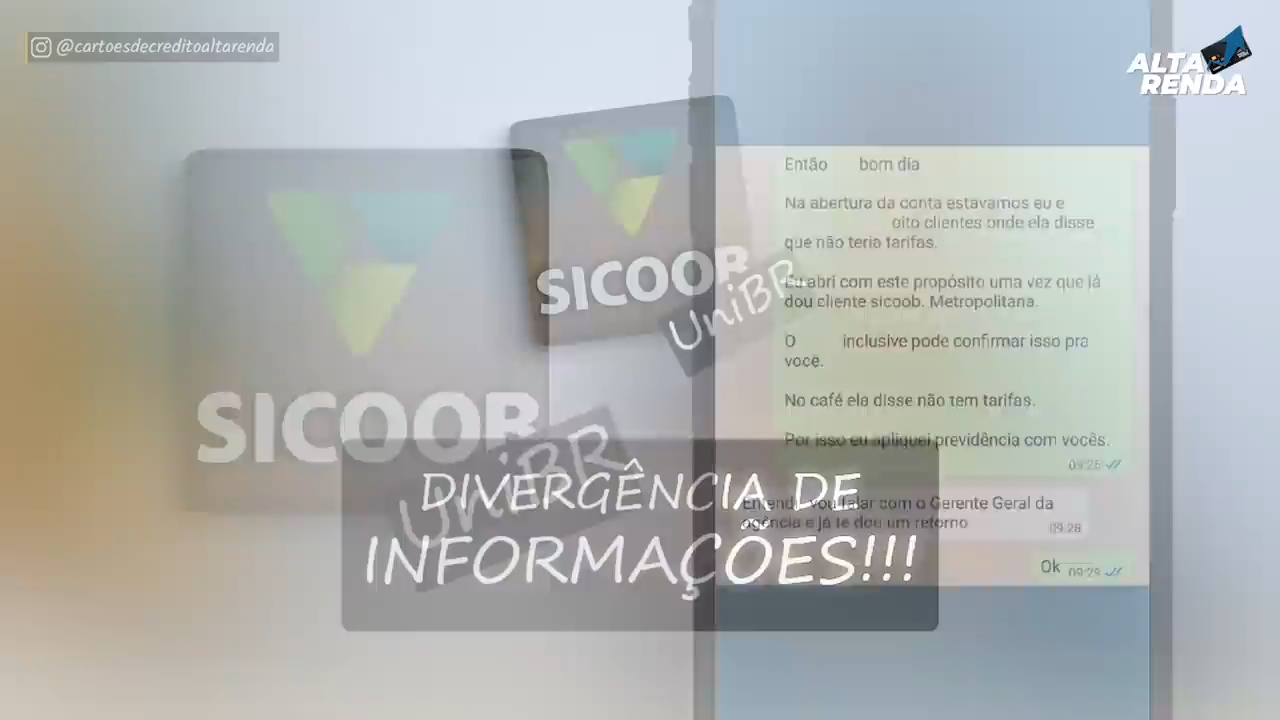 @cartoesdecreditoaltarenda
ALTA
RENDA
SICOOB
UniBR
SICOOB
UniBR
Então bom dia
Na abertura da conta estavamos eu e
oito clientes onde ela disse
que não teria tarifas.
Eu abri com este propósito uma vez que já
dou cliente sicoob. Metropolitana.
O inclusive pode confirmar isso pra
você.
No café ela disse não tem tarifas.
Por isso eu apliquei previdência com vocês.
09:26
Entendi, vou falar com o Gerente Geral da
agência e já te dou um retorno
09:28
Ok 09:29
DIVERGÊNCIA DE
INFORMAÇÕES!!!